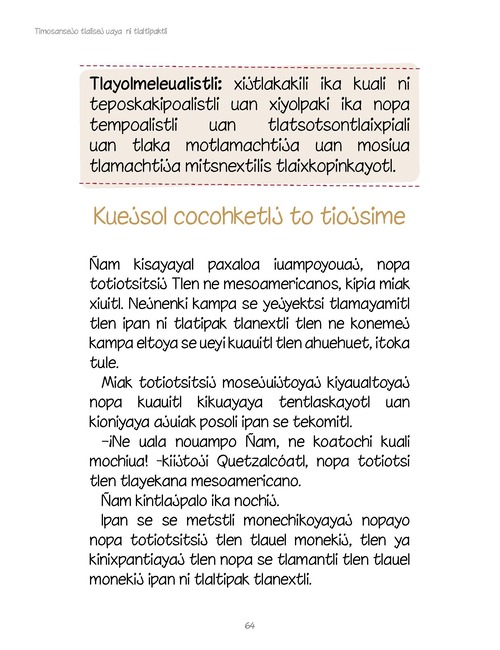 Timosansejo tlalisej uaya ni tlaltipaktli
Tlayolmeleualistli: xijtlakakili ika kuali ni
teposkakipoalistli uan xiyolpaki ika nopa
tempoalistli uan tlatsotsontlaixpiali
uan tlaka motlamachtija uan mosiua
tlamachtija mitsnextilis tlaixkopinkayotl.
Kuejsol cocohketlj to tiojsime
Ñam kisayayal paxaloa iuampoyouaj, nopa
totiotsitsij Tlen ne mesoamericanos, kipia miak
xiuitl. Nejnenki kampa se yejyektsi tlamayamitl
tlen ipan ni tlatipak tlanextli tlen ne konemej
kampa eltoya se ueyi kuauitl tlen ahuehuet, itoka
tule.
Miak totiotsitsij mosejuijtoyaj kiyaualtoyaj
nopa kuauitl kikuayaya tentlaskayotl uan
kioniyaya ajuiak posoli ipan se tekomitl.
–¡Ne uala nouampo Ñam, ne koatochi kuali
mochiua! -kiijtoji Quetzalcóatl, nopa totiotsi
tlen tlayekana mesoamericano.
Ñam kintlajpalo ika nochij.
Ipan se se metstli monechikoyayaj nopayo
nopa totiotsitsij tlen tlauel monekij, tlen ya
kinixpantiayaj tlen nopa se tlamantli tlen tlauel
monekij ipan ni tlaltipak tlanextli.
64